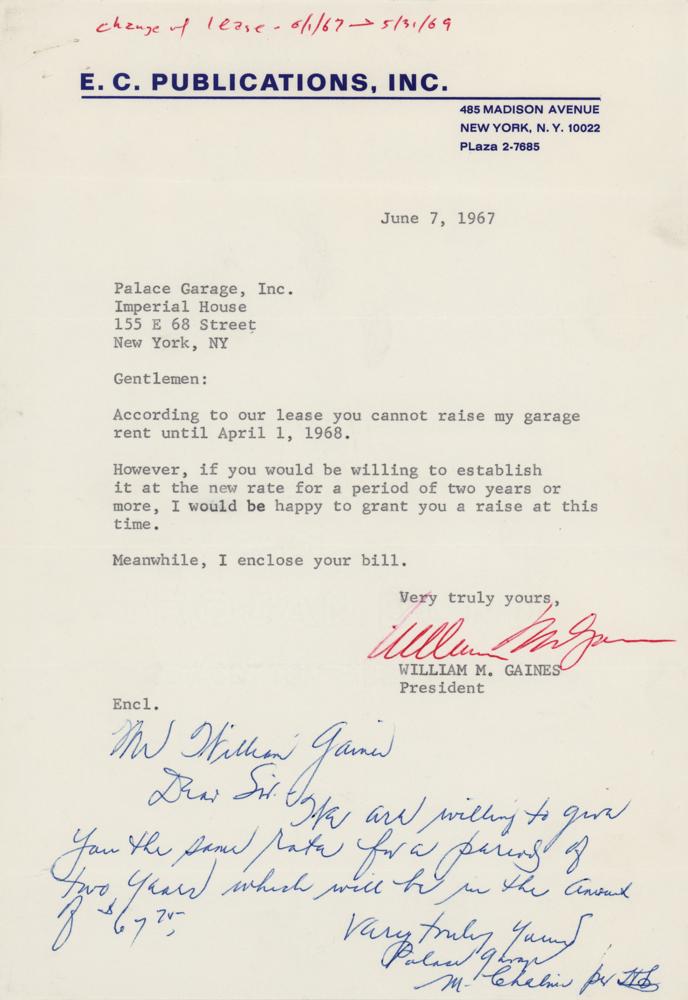 change of lease - 6/1/67 → 5/31/69
E. C. PUBLICATIONS, INC.
485 MADISON AVENUE
NEW YORK, N. Y. 10022
PLaza 2-7685
June 7, 1967
Palace Garage, Inc.
Imperial House
155 E 68 Street
New York, NY
Gentlemen:
According to our lease you cannot raise my garage
rent until April 1, 1968.
However, if you would be willing to establish
it at the new rate for a period of two years or
more, I would be happy to grant you a raise at this
time.
Meanwhile, I enclose your bill.
Very truly yours,
William M. Gaines
WILLIAM M. GAINES
President
Encl.
Mr William Gaines
Dear Sir. We are willing to give
you the same rate for a period of
two years which will be in the amount
of $67 75,
Very truly yours
Palace Garage
M. Chalvin per